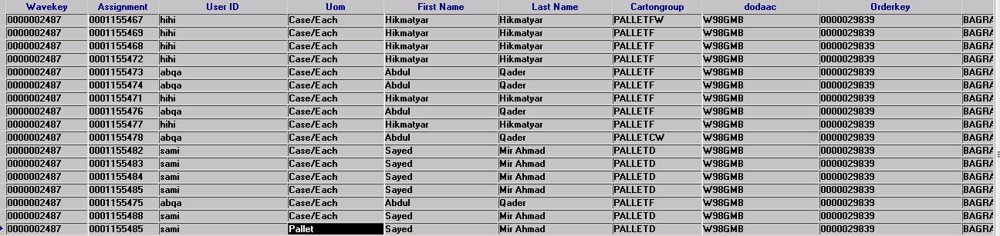 Wavekey Assignment User ID Uom First Name Last Name Cartongroup dodaac Orderkey
0000002487 0001155467 hihi Case/Each Hikmatyar Hikmatyar PALLETFW W98GMB 0000029839 BAGRA
0000002487 0001155469 hihi Case/Each Hikmatyar Hikmatyar PALLETF W98GMB 0000029839 BAGRA
0000002487 0001155468 hihi Case/Each Hikmatyar Hikmatyar PALLETF W98GMB 0000029839 BAGRA
0000002487 0001155472 hihi Case/Each Hikmatyar Hikmatyar PALLETF W98GMB 0000029839 BAGRA
0000002487 0001155473 abqa Case/Each Abdul Qader PALLETF W98GMB 0000029839 BAGRA
0000002487 0001155474 abqa Case/Each Abdul Qader PALLETF W98GMB 0000029839 BAGRA
0000002487 0001155471 hihi Case/Each Hikmatyar Hikmatyar PALLETF W98GMB 0000029839 BAGRA
0000002487 0001155476 abqa Case/Each Abdul Qader PALLETF W98GMB 0000029839 BAGRA
0000002487 0001155477 hihi Case/Each Hikmatyar Hikmatyar PALLETF W98GMB 0000029839 BAGRA
0000002487 0001155478 abqa Case/Each Abdul Qader PALLETCW W98GMB 0000029839 BAGRA
0000002487 0001155482 sami Case/Each Sayed Mir Ahmad PALLETD W98GMB 0000029839 BAGRA
0000002487 0001155483 sami Case/Each Sayed Mir Ahmad PALLETD W98GMB 0000029839 BAGRA
0000002487 0001155484 sami Case/Each Sayed Mir Ahmad PALLETD W98GMB 0000029839 BAGRA
0000002487 0001155485 sami Case/Each Sayed Mir Ahmad PALLETD W98GMB 0000029839 BAGRA
0000002487 0001155475 abqa Case/Each Abdul Qader PALLETD W98GMB 0000029839 BAGRA
0000002487 0001155488 sami Case/Each Sayed Mir Ahmad PALLETD W98GMB 0000029839 BAGRA
0000002487 0001155485 sami Pallet Sayed Mir Ahmad PALLETD W98GMB 0000029839 BAGRA